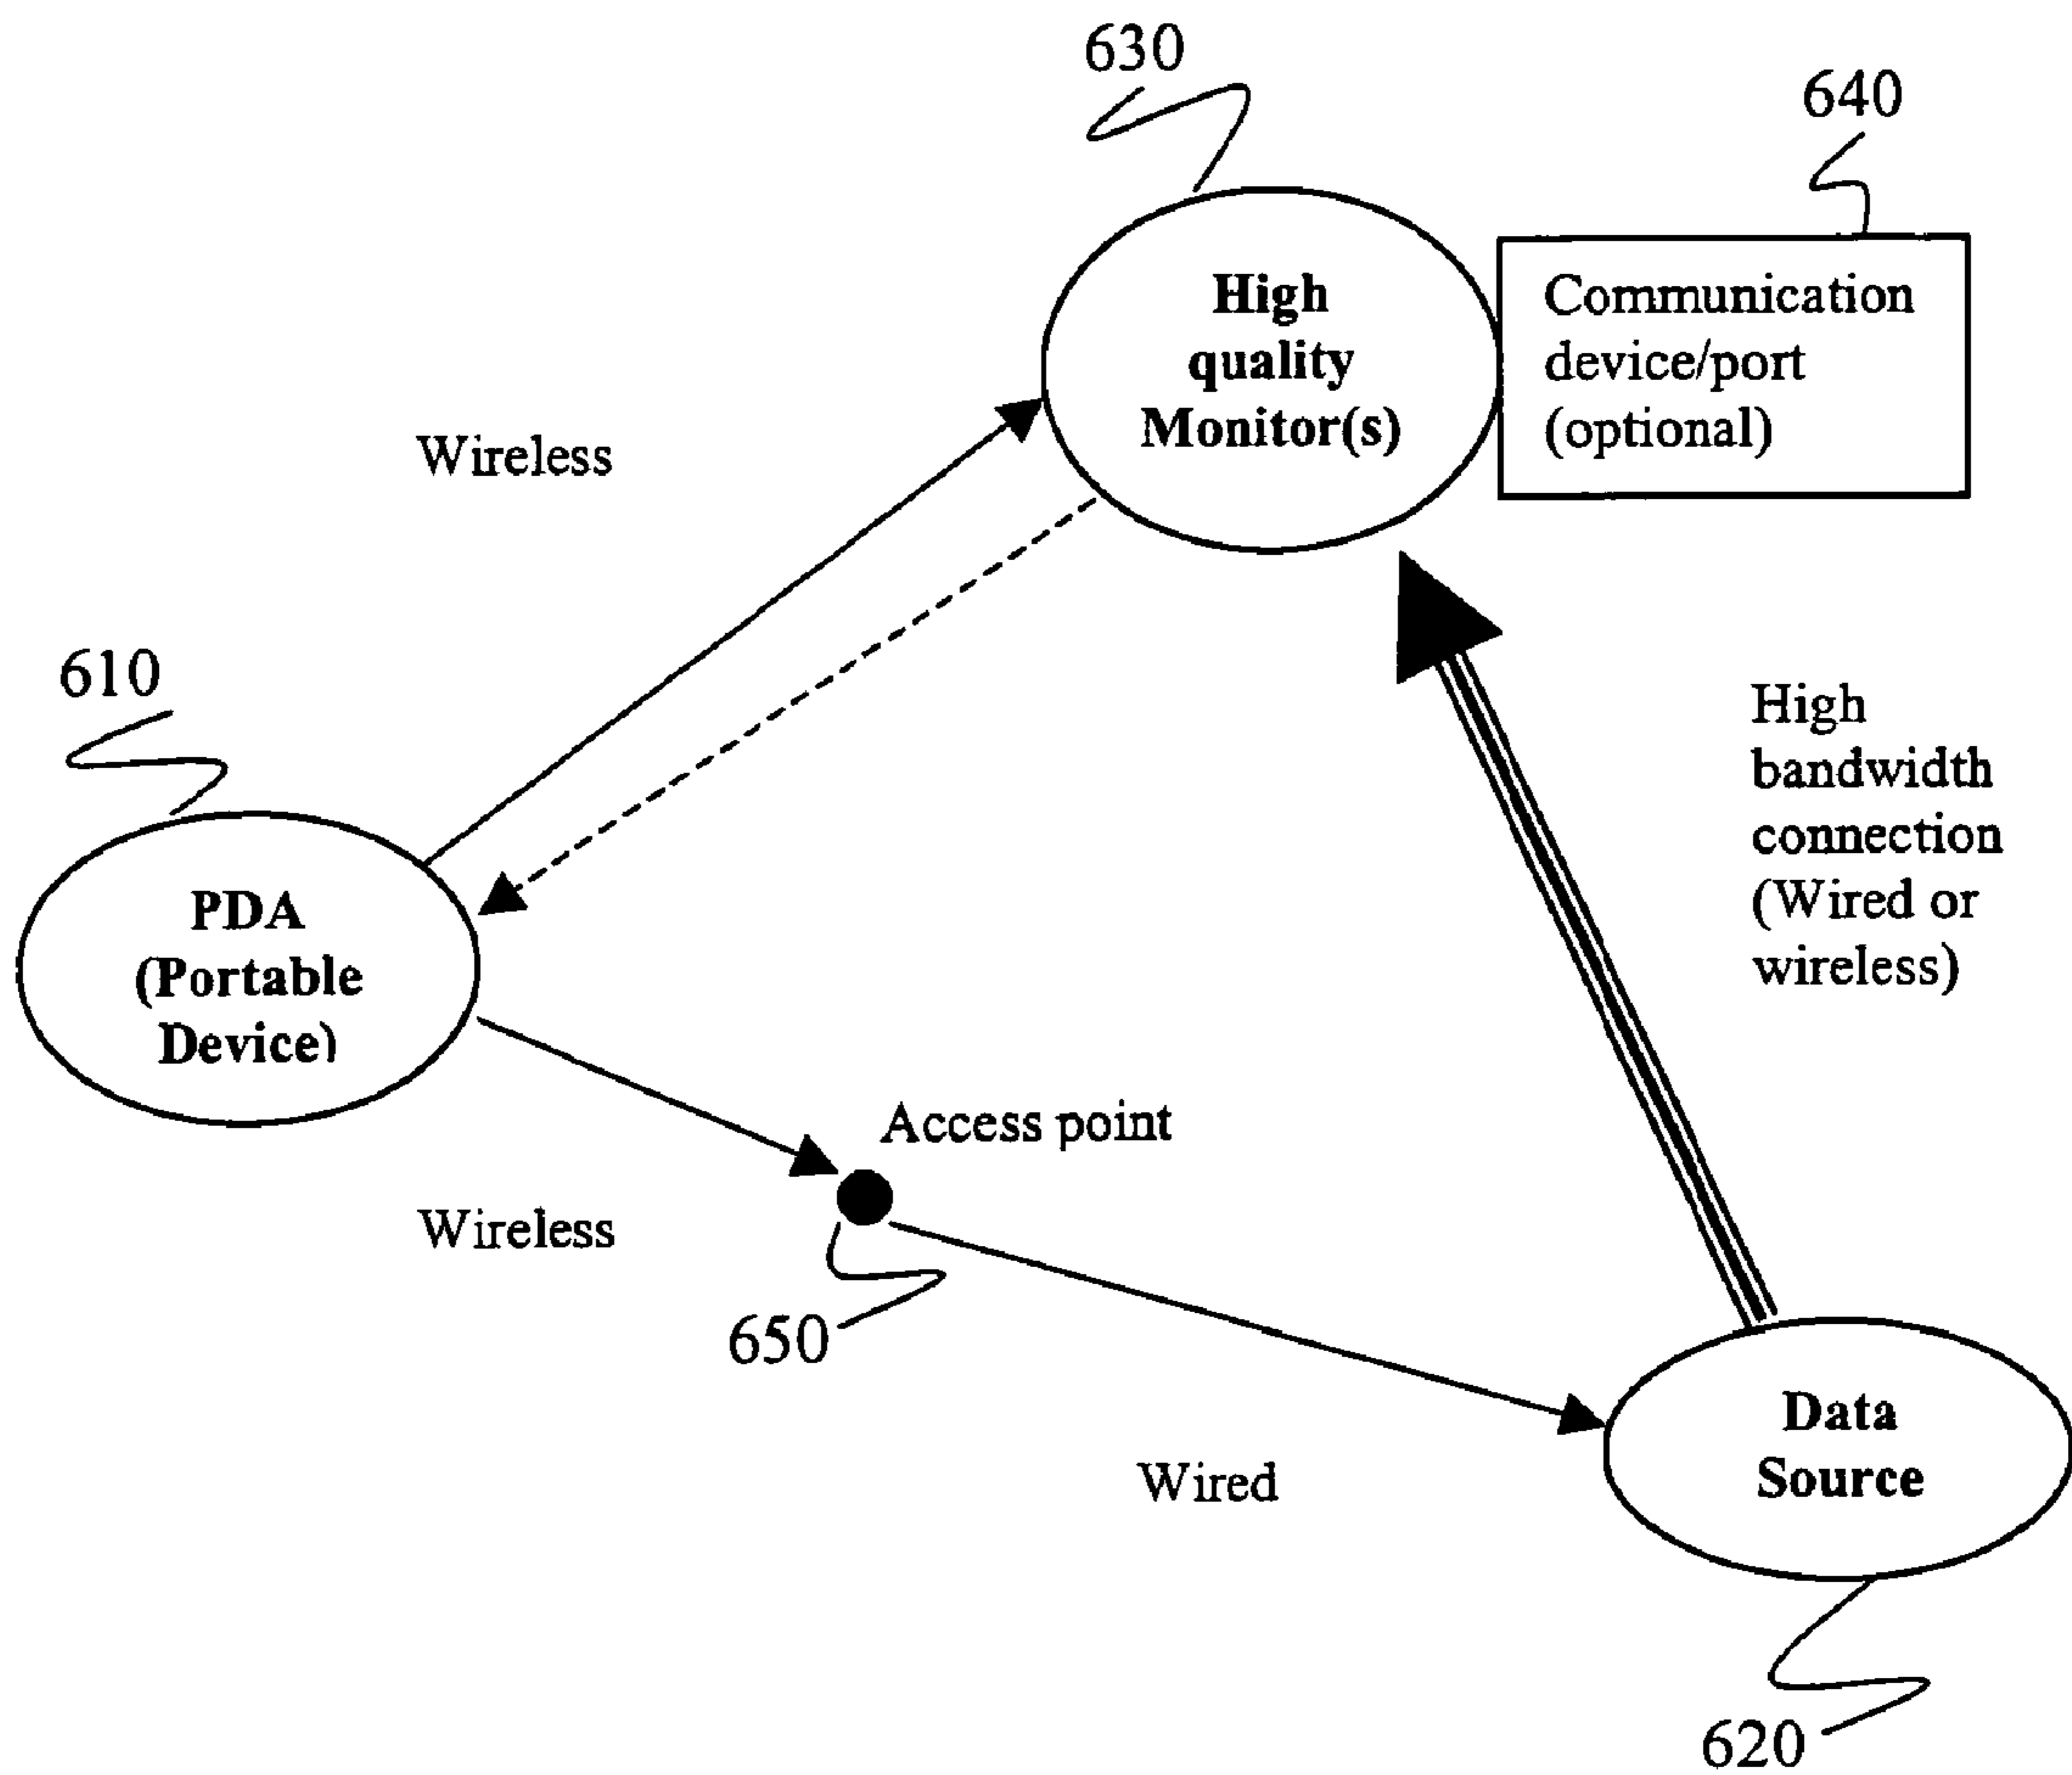 630
640
High
quality
Monitor(s)
Communication
device/port
(optional)
Wireless
610
High
bandwidth
connection
(Wired or
wireless)
PDA
(Portable
Device)
Access point
Wireless
650
Data
Source
Wired
620